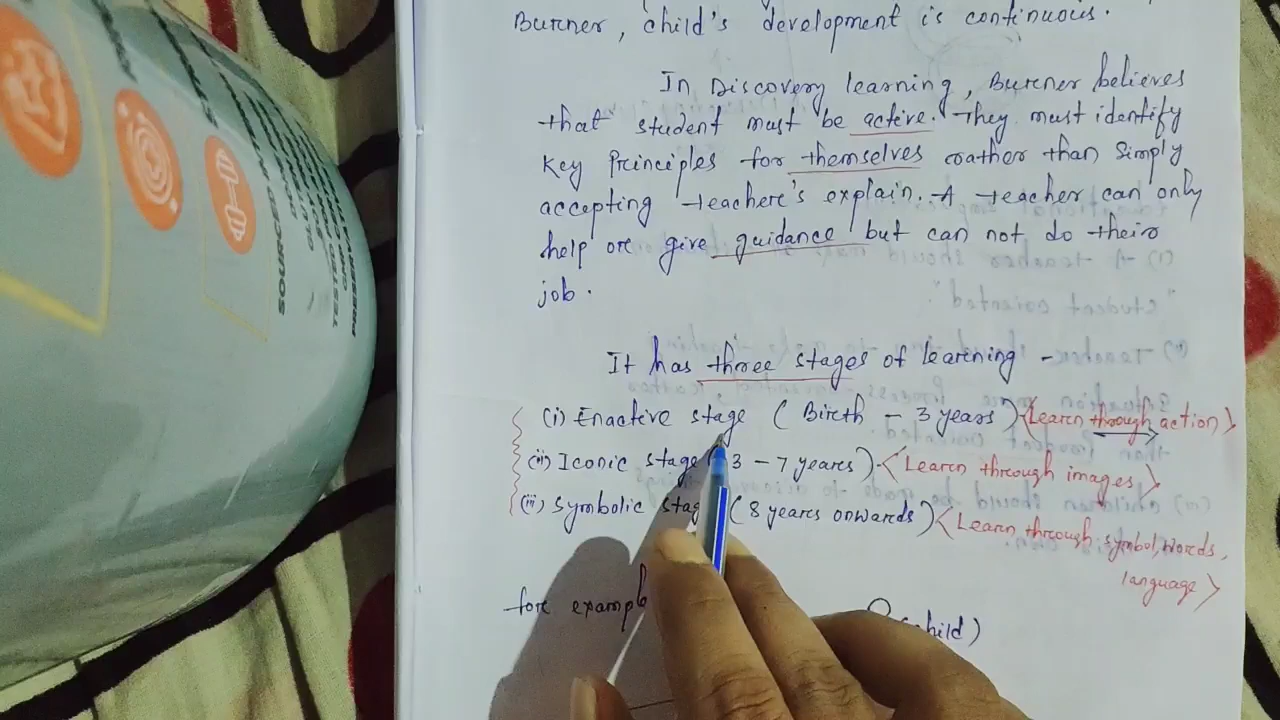 Burner, child's development is continuous.
In Discovery learning, Burner believes
that student must be active. They must identify
key principles for themselves rather than simply
accepting teacher's explain. A teacher can only
help or give guidance but can not do their
job.
It has three stages of learning -
(i) Enactive stage (Birth - 3 years) <Learn through action>
(ii) Iconic stage (3 - 7 years) - <Learn through images>
(iii) Symbolic stag (8 years onwards) <Learn through symbol, words,
language>
for exampl child)